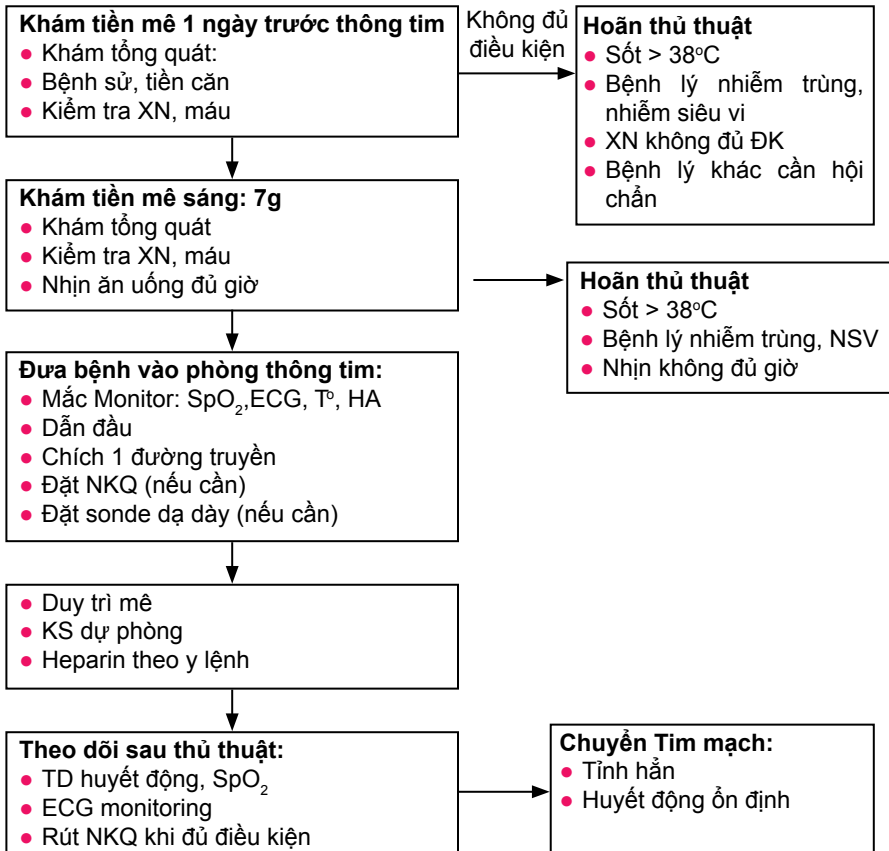 Khám tiền mê 1 ngày trước thông tim
● Khám tổng quát:
● Bệnh sử, tiền căn
● Kiểm tra XN, máu
Không đủ
điều kiện
Hoãn thủ thuật
● Sốt > 38ºC
● Bệnh lý nhiễm trùng,
nhiễm siêu vi
● XN không đủ ĐK
● Bệnh lý khác cần hội
chẩn
Khám tiền mê sáng: 7g
● Khám tổng quát
● Kiểm tra XN, máu
● Nhịn ăn uống đủ giờ
Hoãn thủ thuật
● Sốt > 38ºC
● Bệnh lý nhiễm trùng, NSV
● Nhịn không đủ giờ
Đưa bệnh vào phòng thông tim:
● Mắc Monitor: SpO₂,ECG, Tº, HA
● Dẫn đầu
● Chích 1 đường truyền
● Đặt NKQ (nếu cần)
● Đặt sonde dạ dày (nếu cần)
● Duy trì mê
● KS dự phòng
● Heparin theo y lệnh
Theo dõi sau thủ thuật:
● TD huyết động, SpO₂
● ECG monitoring
● Rút NKQ khi đủ điều kiện
Chuyển Tim mạch:
● Tỉnh hẳn
● Huyết động ổn định